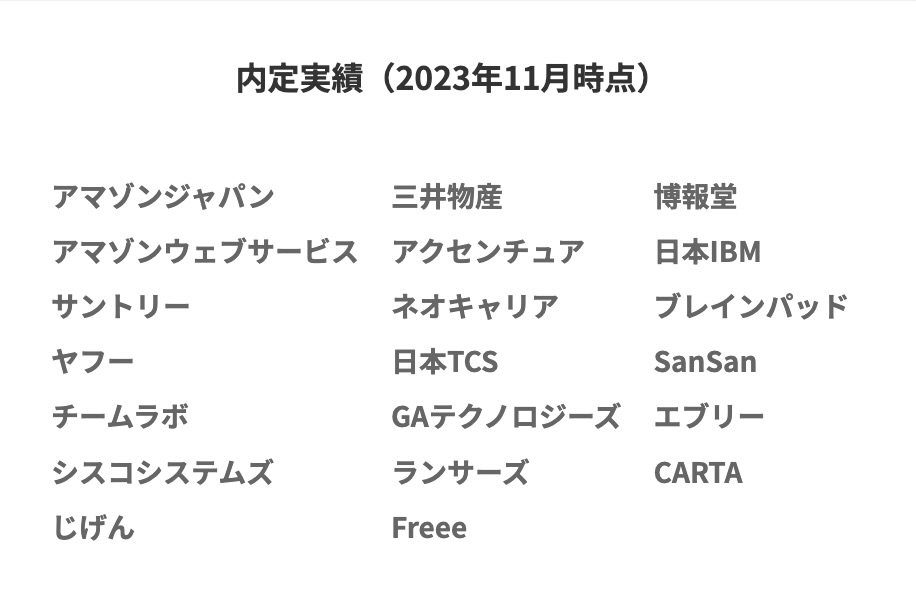 内定実績（2023年11月時点）
アマゾンジャパン
アマゾンウェブサービス
サントリー
ヤフー
チームラボ
シスコシステムズ
じげん
三井物産
アクセンチュア
ネオキャリア
日本TCS
GAテクノロジーズ
ランサーズ
Freee
博報堂
日本IBM
ブレインパッド
SanSan
エブリー
CARTA